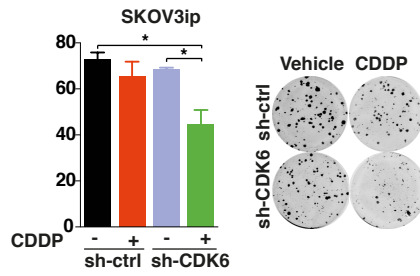 SKOV3ip
* 
*
80
60
40
20
0
CDDP - + - +
sh-ctrl sh-CDK6
Vehicle CDDP
sh-ctrl
sh-CDK6